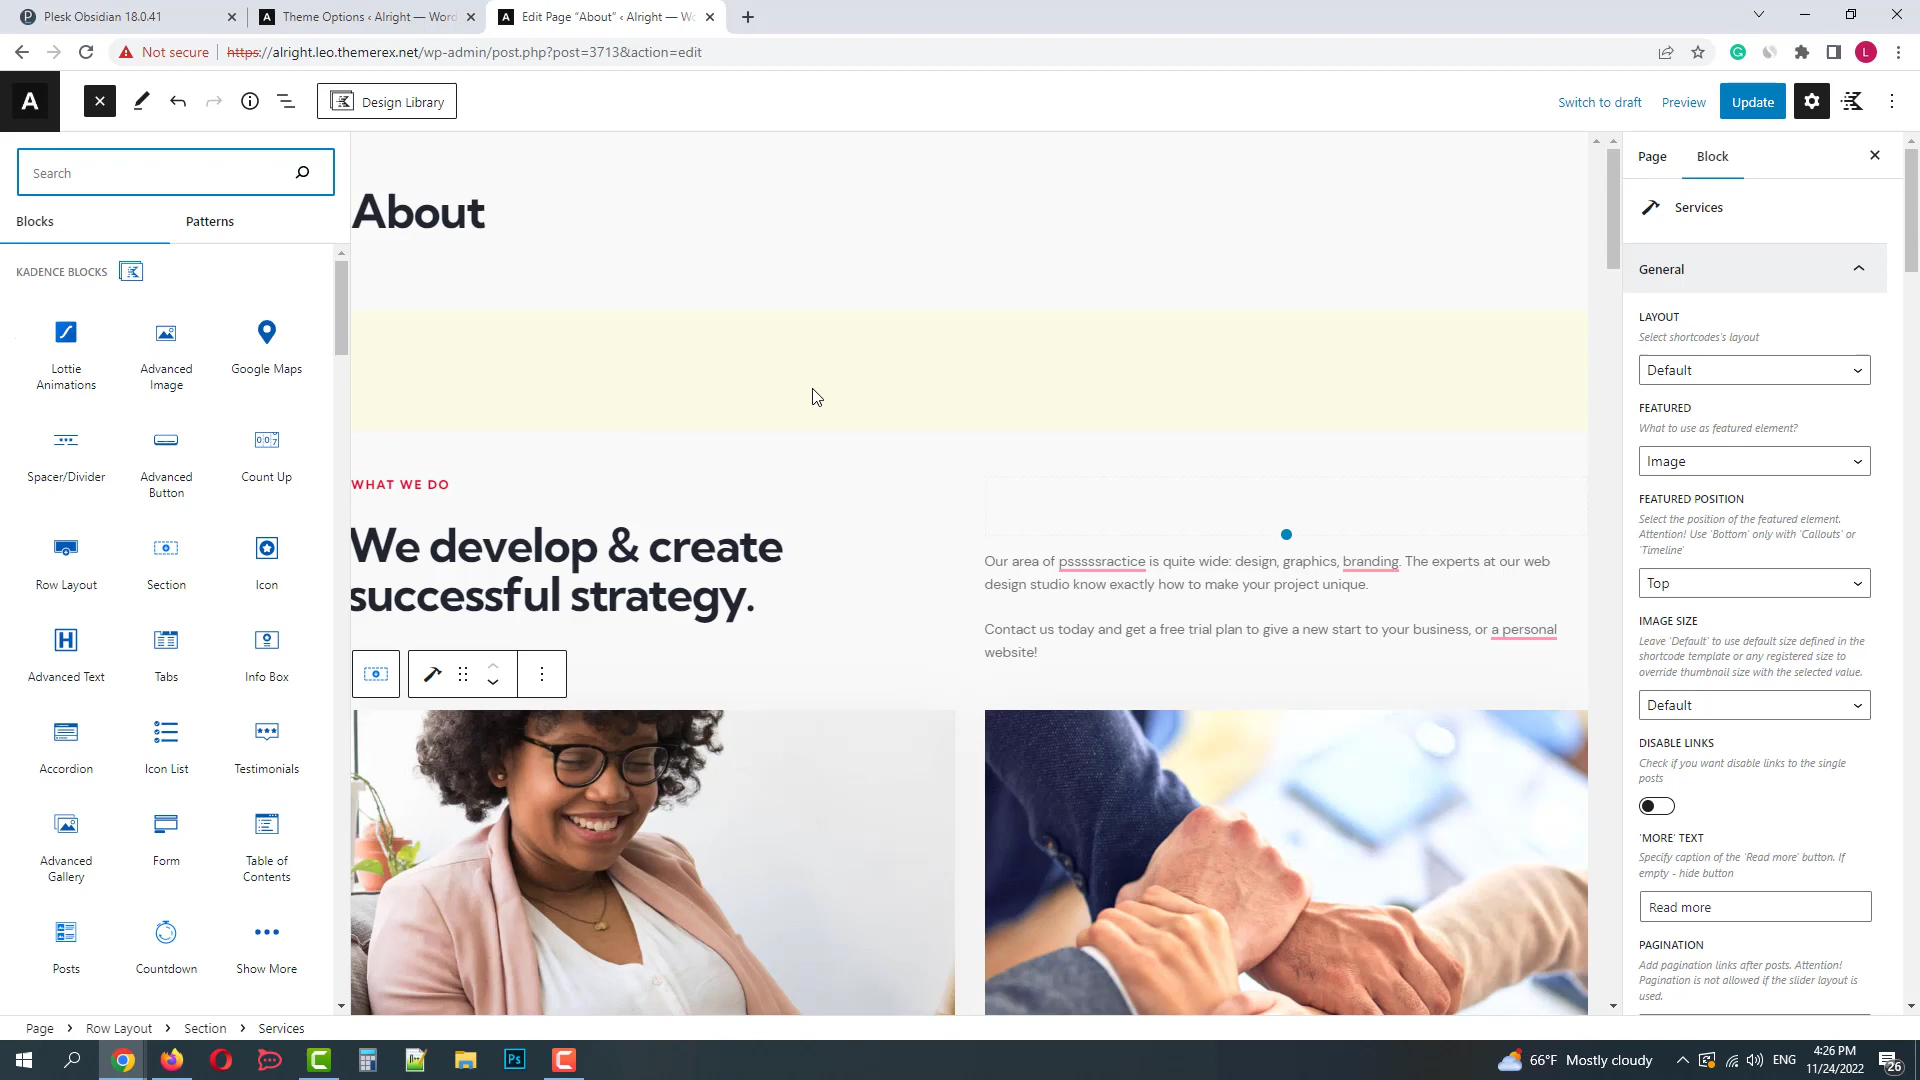 Plesk Obsidian 18.0.41
Theme Options ‹ Alright — Word
Edit Page “About” ‹ Alright — Wo
Not secure
https://alright.leo.themerex.net/wp-admin/post.php?post=3713&action=edit
L
A
Design Library
Switch to draft
Preview
Update
Search
Blocks
Patterns
KADENCE BLOCKS
Lottie Animations
Advanced Image
Google Maps
Spacer/Divider
Advanced Button
Count Up
Row Layout
Section
Icon
Advanced Text
Tabs
Info Box
Accordion
Icon List
Testimonials
Advanced Gallery
Form
Table of Contents
Posts
Countdown
Show More
About
WHAT WE DO
We develop & create
successful strategy.
Our area of psssssractice is quite wide: design, graphics, branding. The experts at our web
design studio know exactly how to make your project unique.
Contact us today and get a free trial plan to give a new start to your business, or a personal
website!
Page
Block
Services
General
LAYOUT
Select shortcodes's layout
Default
FEATURED
What to use as featured element?
Image
FEATURED POSITION
Select the position of the featured element.
Attention! Use 'Bottom' only with 'Callouts' or
'Timeline'
Top
IMAGE SIZE
Leave 'Default' to use default size defined in the
shortcode template or any registered size to
override thumbnail size with the selected value.
Default
DISABLE LINKS
Check if you want disable links to the single
posts
'MORE' TEXT
Specify caption of the 'Read more' button. If
empty - hide button
Read more
PAGINATION
Add pagination links after posts. Attention!
Pagination is not allowed if the slider layout is
used.
Page > Row Layout > Section > Services
66°F Mostly cloudy
ENG
4:26 PM
11/24/2022
26